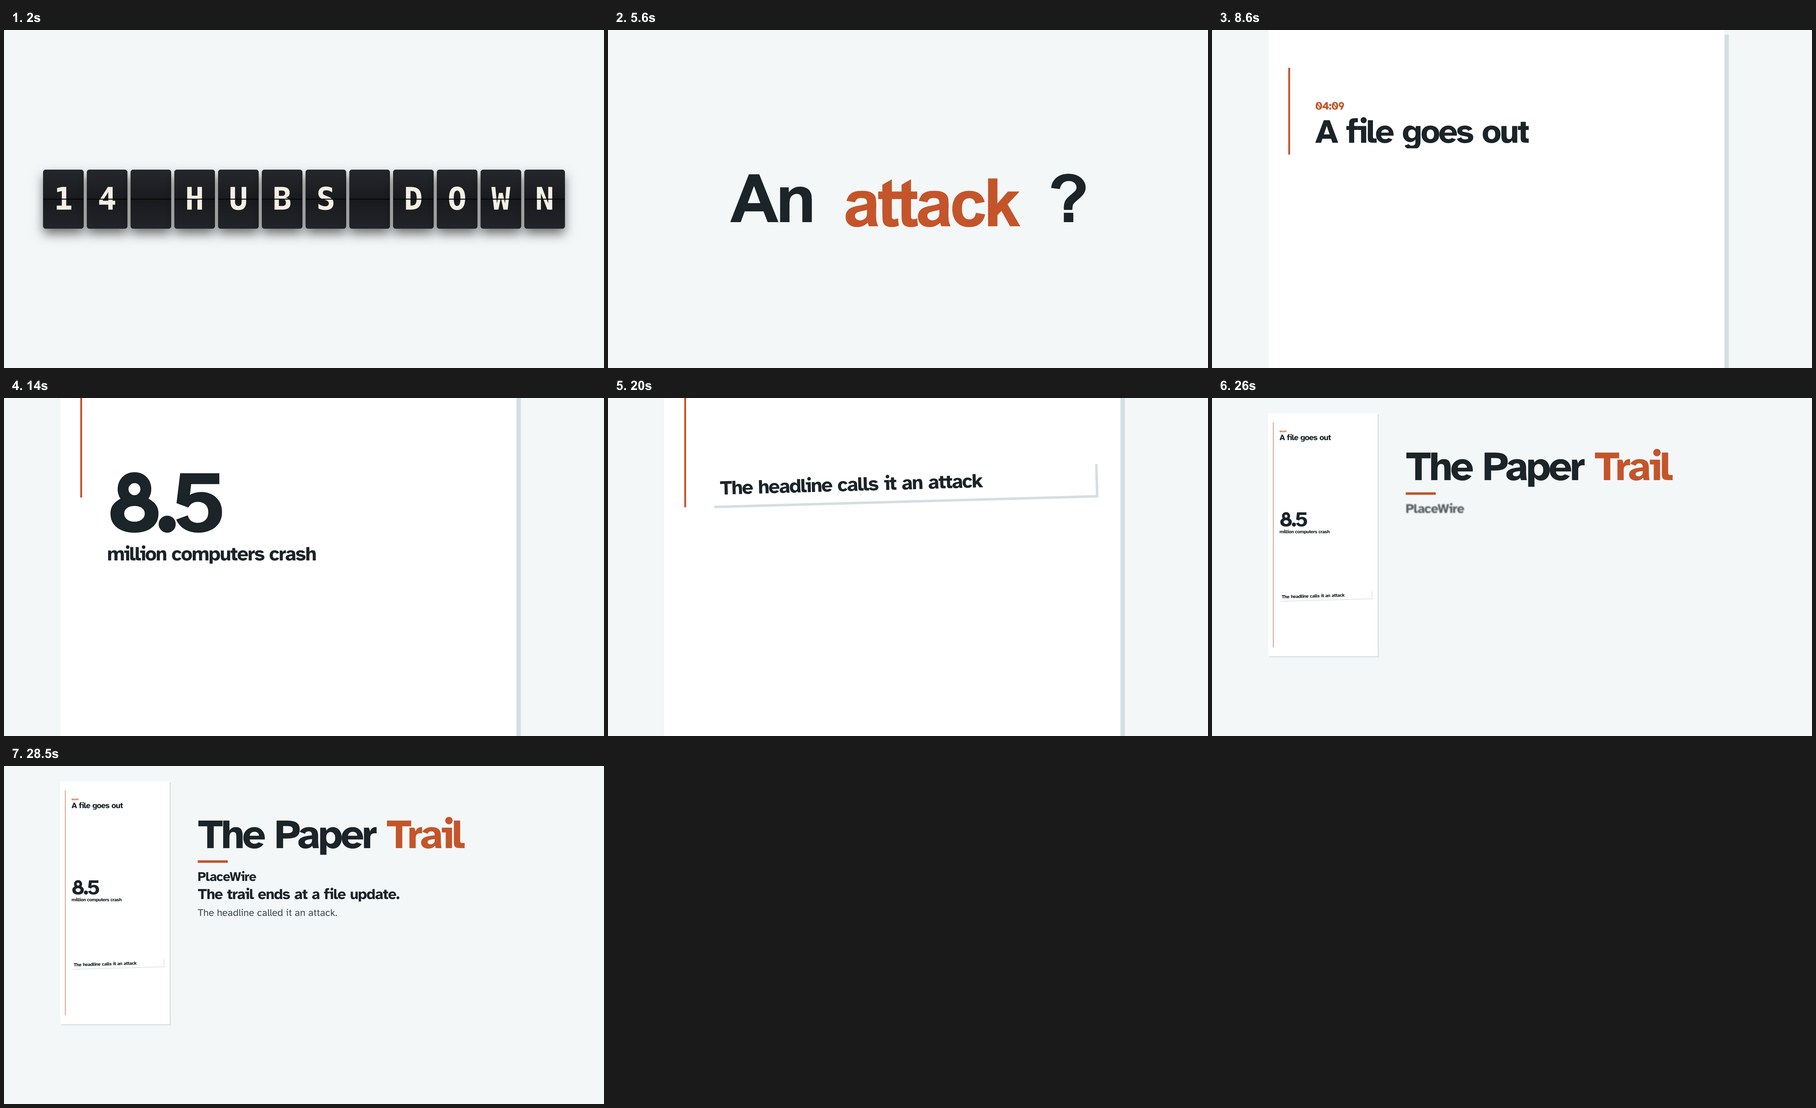 1. 2s
14 HUBS DOWN
2. 5.6s
An attack ?
3. 8.6s
04:09
A file goes out
4. 14s
8.5
million computers crash
5. 20s
The headline calls it an attack
6. 26s
A file goes out
8.5
million computers crash
The headline calls it an attack
The Paper Trail
PlaceWire
7. 28.5s
A file goes out
8.5
million computers crash
The headline calls it an attack
The Paper Trail
PlaceWire
The trail ends at a file update.
The headline called it an attack.